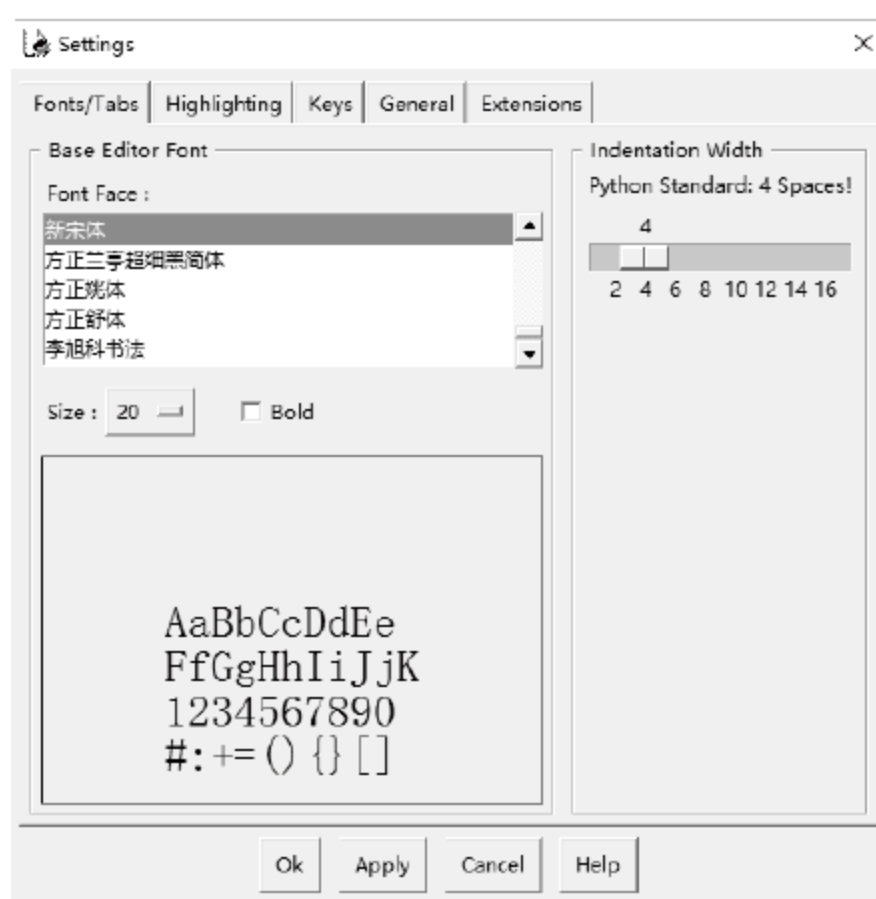 Settings
Fonts/Tabs Highlighting Keys General Extensions
Base Editor Font
Font Face :
新宋体
方正兰亭超细黑简体
方正姚体
方正舒体
李旭科书法
Size : 20 Bold
AaBbCcDdEe
FfGgHhIiJjK
1234567890
#:+=(){}[]
Indentation Width
Python Standard: 4 Spaces!
4
2 4 6 8 10 12 14 16
Ok Apply Cancel Help